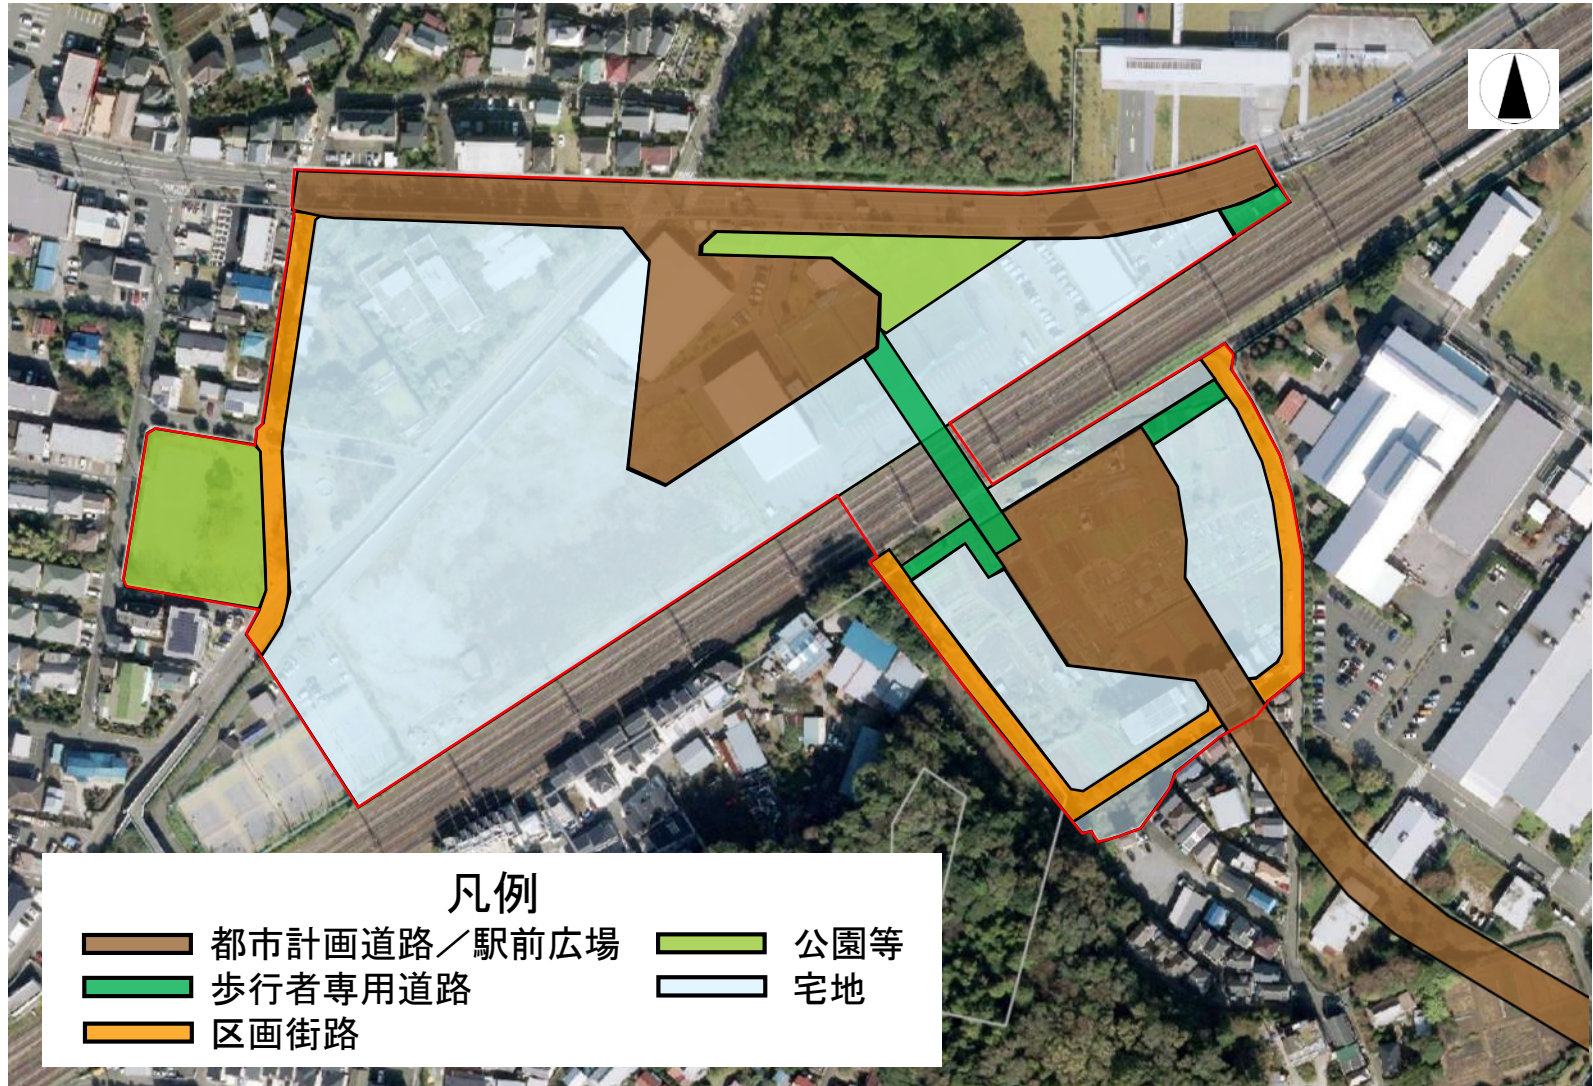 凡例
都市計画道路／駅前広場
公園等
歩行者専用道路
宅地
区画街路